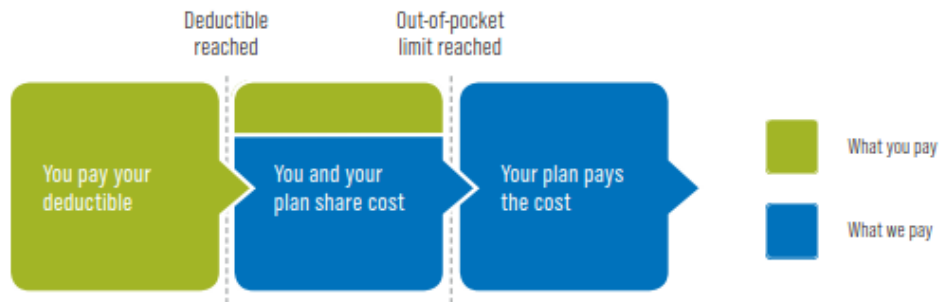 Deductible
reached
Out-of-pocket
limit reached
You pay your
deductible
You and your
plan share cost
Your plan pays
the cost
What you pay
What we pay